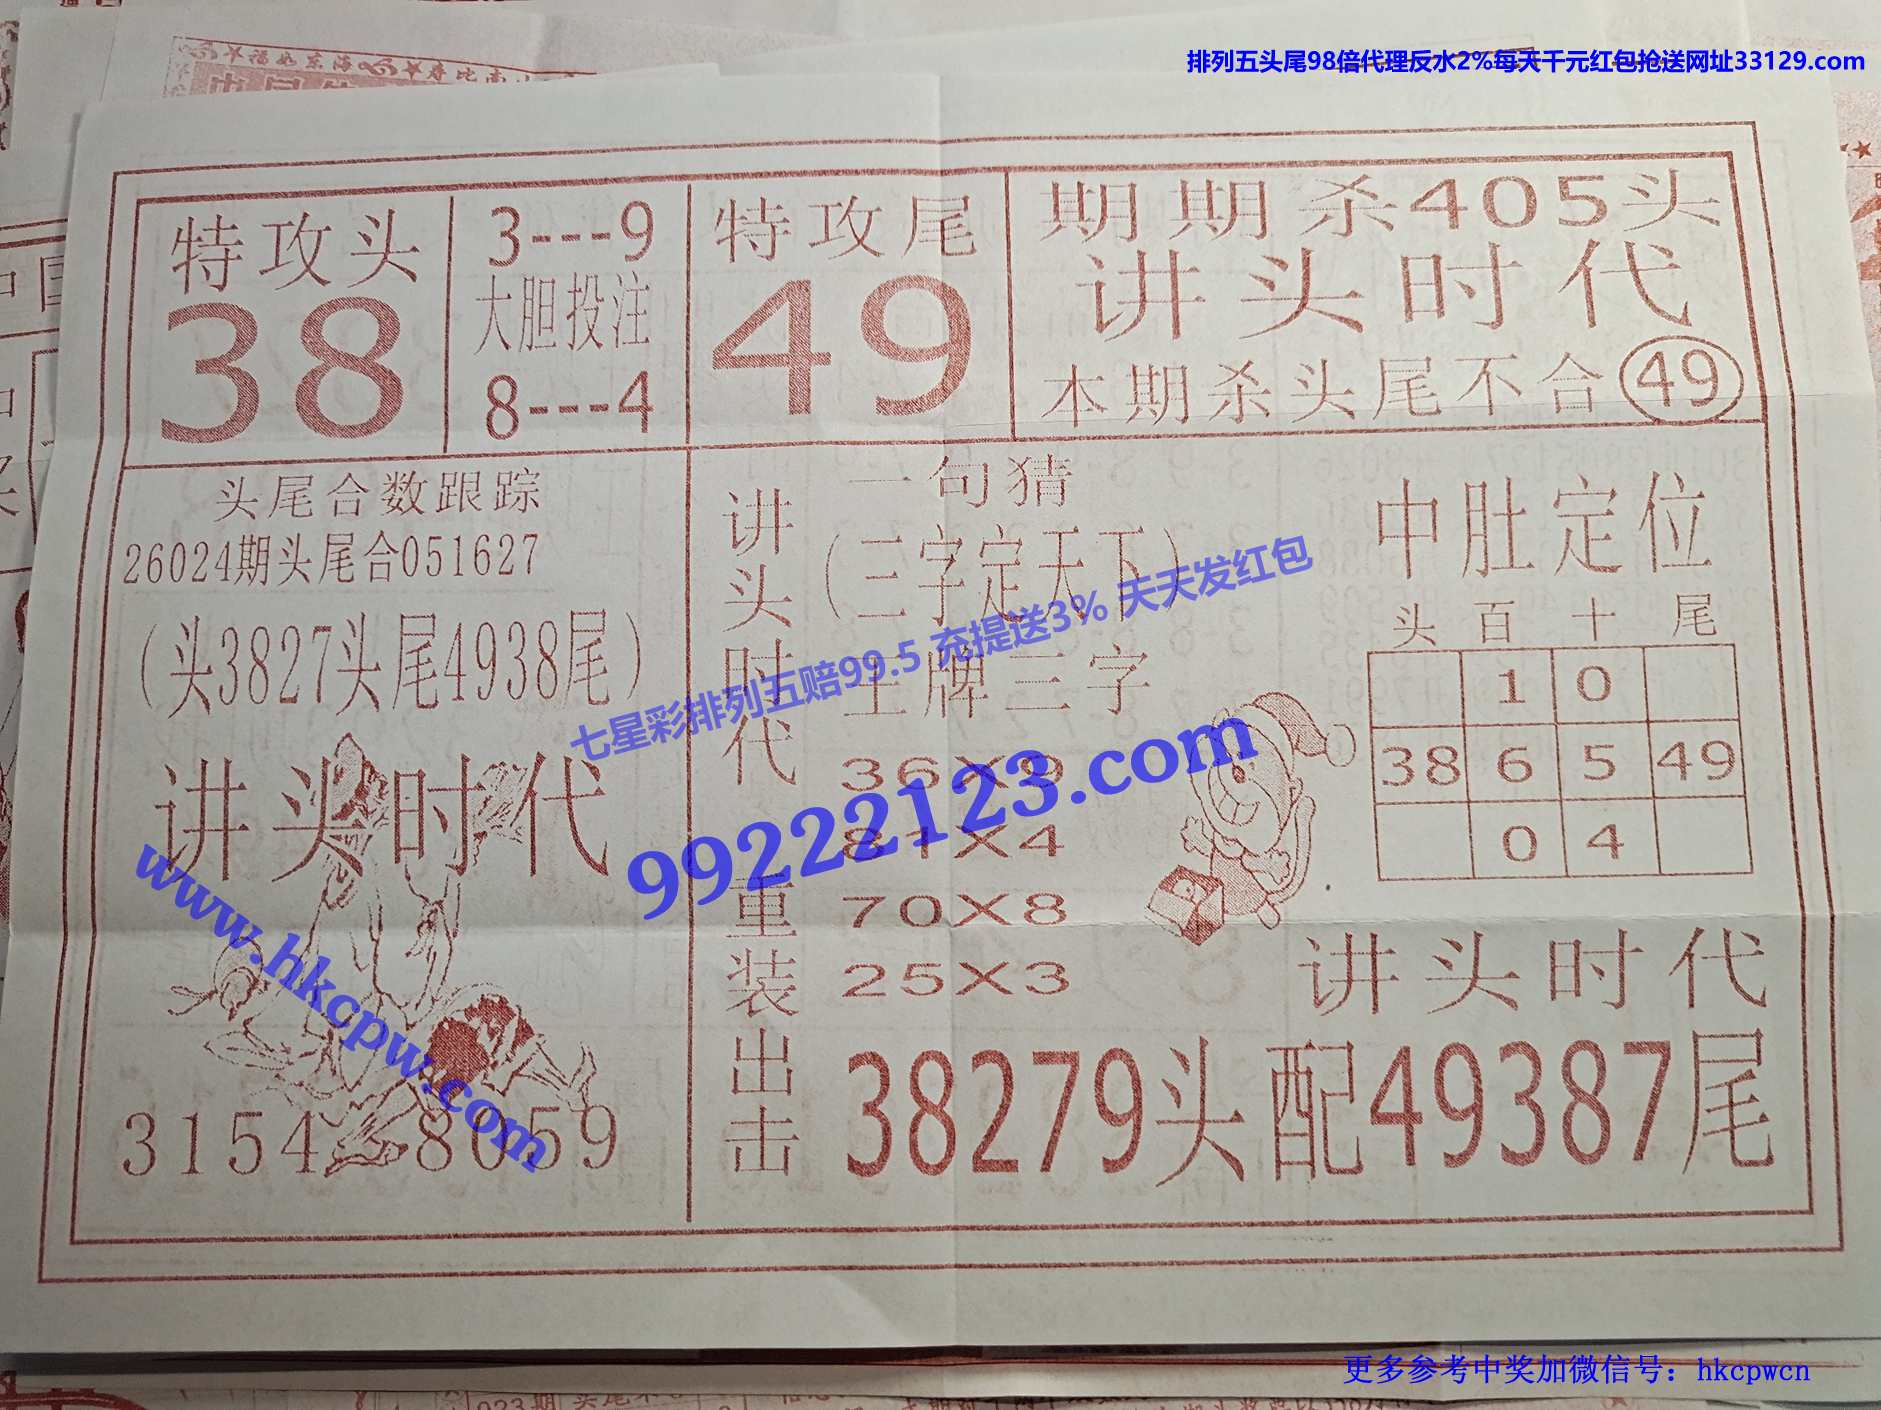 排列五头尾98倍代理反水2%每天千元红包抢送网址33129.com
特攻头
38
3---9
大胆投注
8---4
特攻尾
49
期期杀405头
讲头时代
本期杀头尾不合49
头尾合数跟踪
26024期头尾合051627
(头3827头尾4938尾)
讲头时代
3154
8059
讲头时代
重装出击
一句猜
(三字定天下)
王牌三字
36X9
81X4
70X8
25X3
中肚定位
头 百 十 尾
1 0
38 6 5 49
0 4
讲头时代
38279头配49387尾
七星彩排列五赔99.5 充提送3% 天天发红包
99222123.com
www.hkcpw.com
更多参考中奖加微信号：hkcpwcn